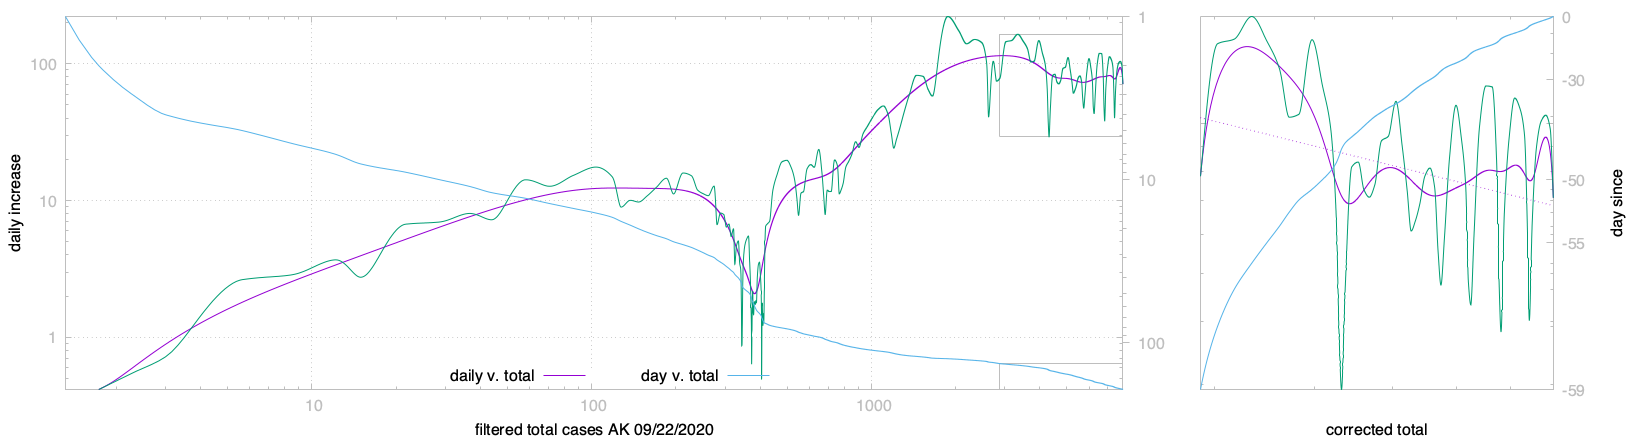 daily increase
100
10
1
10
100
1000
filtered total cases AK 09/22/2020
daily v. total
day v. total
1
10
100
corrected total
0
-30
-50
-55
-59
day since